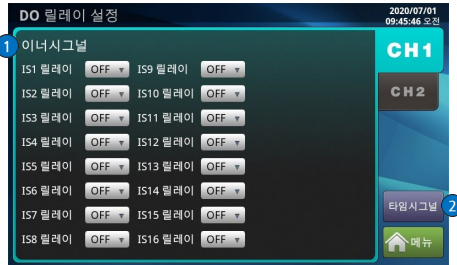 DO 릴레이 설정
2020/07/01
09:45:46 오전
1
이너시그널
IS1 릴레이 OFF IS9 릴레이 OFF
IS2 릴레이 OFF IS10 릴레이 OFF
IS3 릴레이 OFF IS11 릴레이 OFF
IS4 릴레이 OFF IS12 릴레이 OFF
IS5 릴레이 OFF IS13 릴레이 OFF
IS6 릴레이 OFF IS14 릴레이 OFF
IS7 릴레이 OFF IS15 릴레이 OFF
IS8 릴레이 OFF IS16 릴레이 OFF
CH1
CH2
타임시그널
2
메뉴